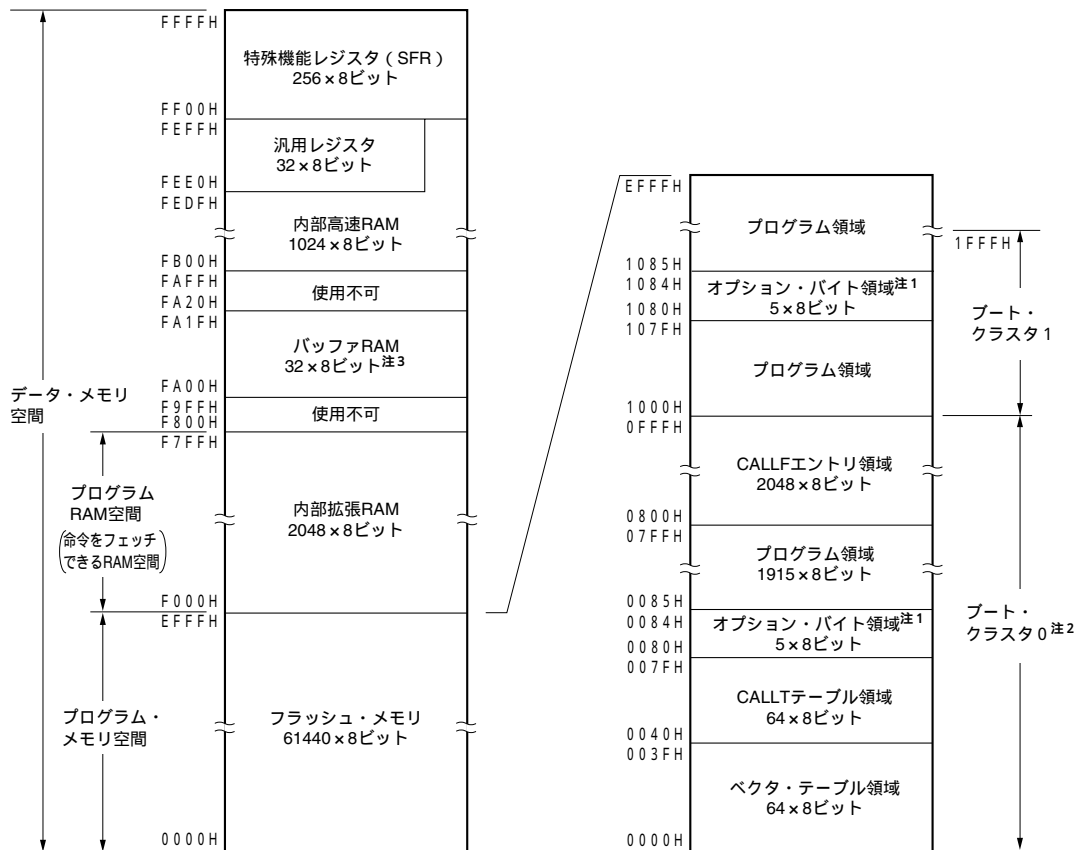 FFFFH
特殊機能レジスタ(SFR)
256×8ビット
FF00H
FEFFH
汎用レジスタ
32×8ビット
FEE0H
FEDFH
内部高速RAM
1024×8ビット
FB00H
FAFFH
使用不可
FA20H
FA1FH
バッファRAM
32×8ビット注3
FA00H
F9FFH
使用不可
F800H
F7FFH
データ・メモリ
空間
プログラム
RAM空間
(命令をフェッチ
できるRAM空間)
内部拡張RAM
2048×8ビット
F000H
EFFFH
プログラム・
メモリ空間
フラッシュ・メモリ
61440×8ビット
0000H
EFFFH
プログラム領域
1FFFH
1085H
1084H
オプション・バイト領域注1
5×8ビット
1080H
107FH
ブート・
クラスタ1
プログラム領域
1000H
0FFFH
CALLFエントリ領域
2048×8ビット
0800H
07FFH
プログラム領域
1915×8ビット
0085H
0084H
オプション・バイト領域注1
5×8ビット
0080H
007FH
ブート・
クラスタ0注2
CALLTテーブル領域
64×8ビット
0040H
003FH
ベクタ・テーブル領域
64×8ビット
0000H